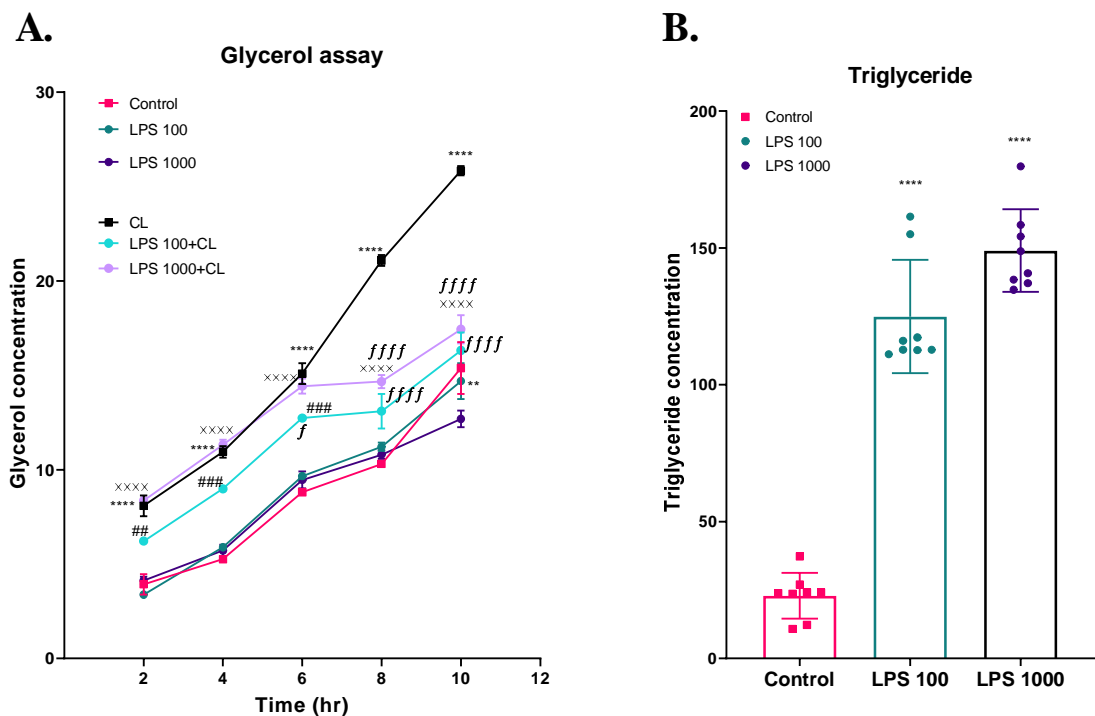 A.
Glycerol assay
30
20
10
0
Glycerol concentration
Control
LPS 100
LPS 1000
CL
LPS 100+CL
LPS 1000+CL
××××
****
##
××××
****
###
****
××××
###
ƒ
****
ƒƒƒƒ
××××
ƒƒƒƒ
****
ƒƒƒƒ
××××
ƒƒƒƒ
**
2 4 6 8 10 12
Time (hr)
B.
Triglyceride
200
150
100
50
0
Triglyceride concentration
Control
LPS 100
LPS 1000
****
****
Control LPS 100 LPS 1000